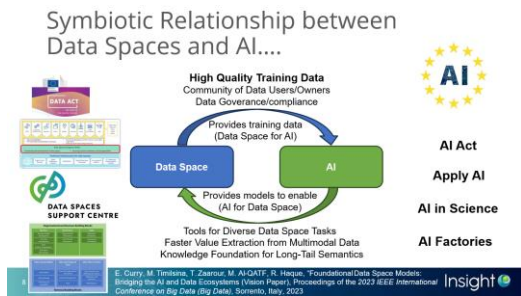 Symbiotic Relationship between
Data Spaces and AI....
DATA ACT
DATA SPACES
SUPPORT CENTRE
High Quality Training Data
Community of Data Users/Owners
Data Goverance/compliance
Provides training data
(Data Space for AI)
Data Space
AI
Provides models to enable
(AI for Data Space)
Tools for Diverse Data Space Tasks
Faster Value Extraction from Multimodal Data
Knowledge Foundation for Long-Tail Semantics
AI
AI Act
Apply AI
AI in Science
AI Factories
E. Curry, M. Timilsina, T. Zaarour, M. Al-QATF, R. Haque, "Foundational Data Space Models:
Bridging the AI and Data Ecosystems (Vision Paper), Proceedings of the 2023 IEEE International
Conference on Big Data (Big Data), Sorrento, Italy, 2023
Insight